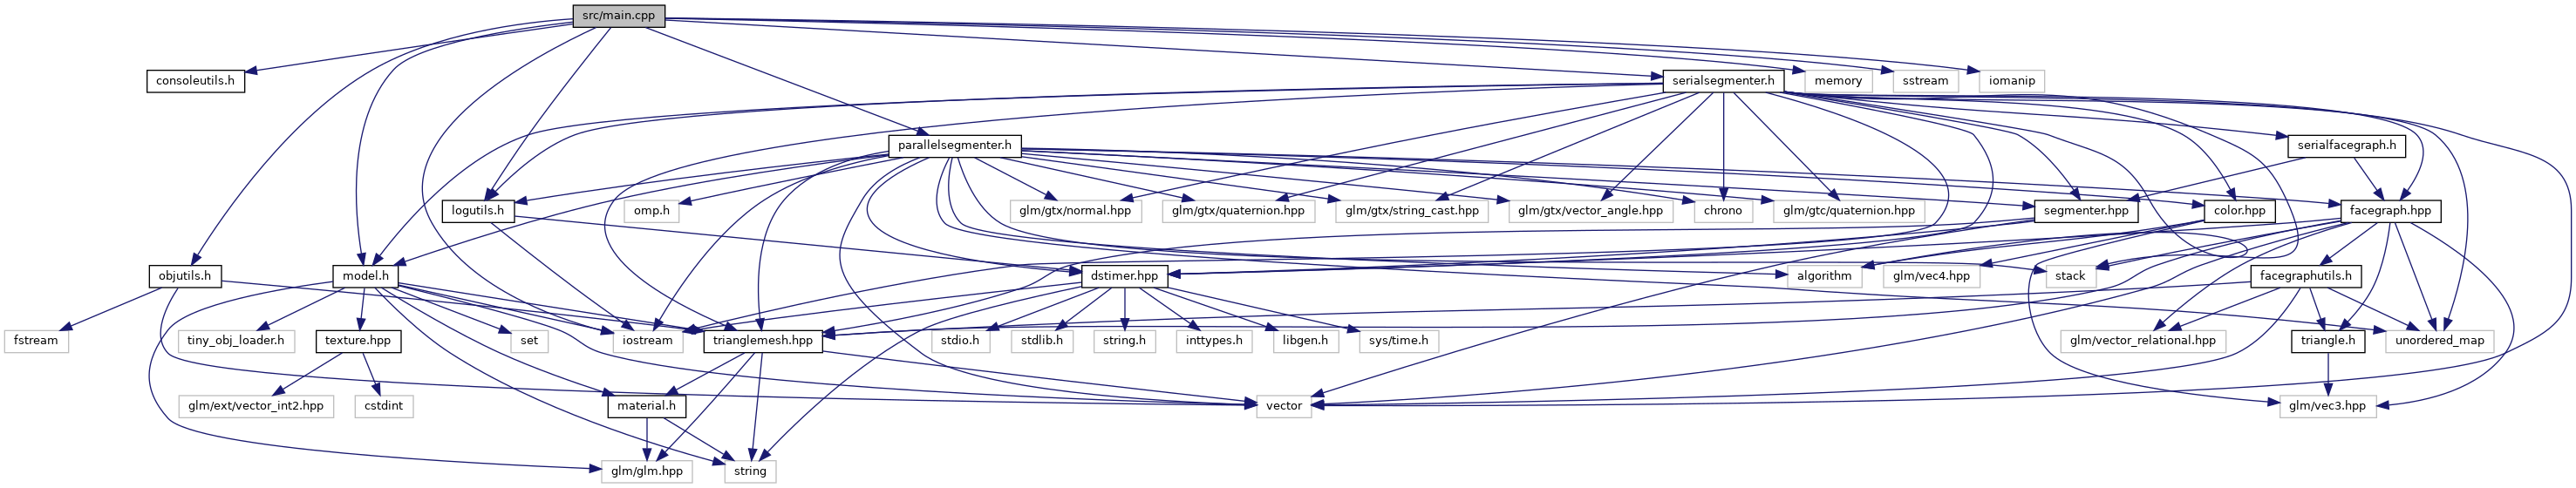 src/main.cpp
consoleutils.h
serialsegmenter.h
memory
sstream
iomanip
parallelsegmenter.h
serialfacegraph.h
logutils.h
omp.h
glm/gtx/normal.hpp
glm/gtx/quaternion.hpp
glm/gtx/string_cast.hpp
glm/gtx/vector_angle.hpp
chrono
glm/gtc/quaternion.hpp
segmenter.hpp
color.hpp
facegraph.hpp
objutils.h
model.h
dstimer.hpp
algorithm
glm/vec4.hpp
stack
facegraphutils.h
fstream
tiny_obj_loader.h
texture.hpp
set
iostream
trianglemesh.hpp
stdio.h
stdlib.h
string.h
inttypes.h
libgen.h
sys/time.h
glm/vector_relational.hpp
triangle.h
unordered_map
glm/ext/vector_int2.hpp
cstdint
material.h
vector
glm/vec3.hpp
glm/glm.hpp
string